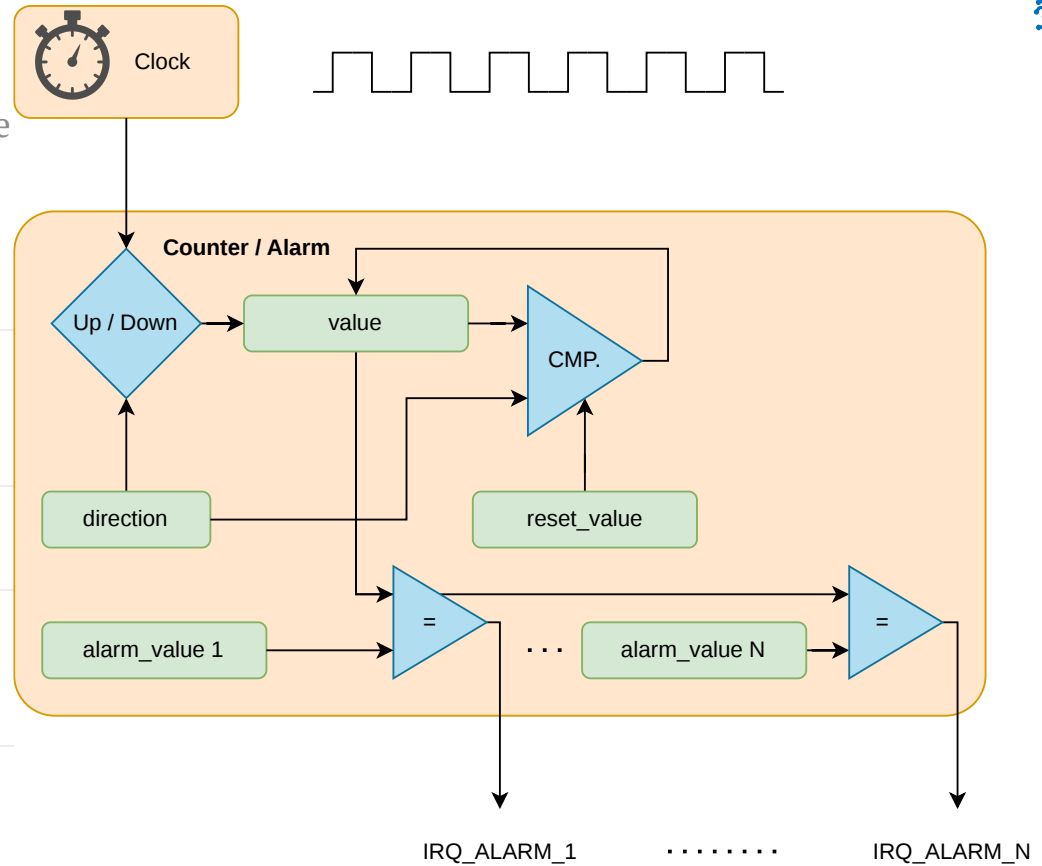 Clock
e
Counter / Alarm
Up / Down
value
CMP.
direction
reset_value
=
=
alarm_value 1
. . .
alarm_value N
IRQ_ALARM_1
. . . . . . . .
IRQ_ALARM_N